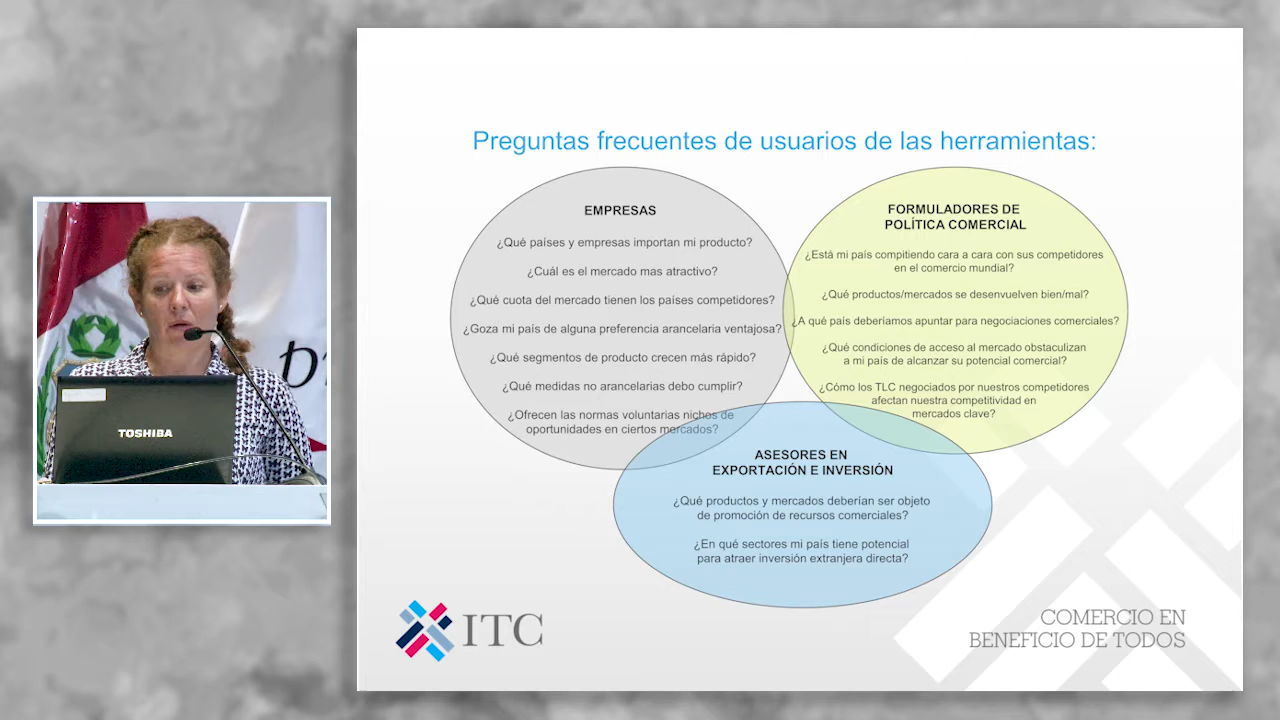 Preguntas frecuentes de usuarios de las herramientas:
EMPRESAS
¿Qué países y empresas importan mi producto?
¿Cuál es el mercado mas atractivo?
¿Qué cuota del mercado tienen los países competidores?
¿Goza mi país de alguna preferencia arancelaria ventajosa?
¿Qué segmentos de producto crecen más rápido?
¿Qué medidas no arancelarias debo cumplir?
¿Ofrecen las normas voluntarias nichos de
oportunidades en ciertos mercados?
FORMULADORES DE
POLÍTICA COMERCIAL
¿Está mi país compitiendo cara a cara con sus competidores
en el comercio mundial?
¿Qué productos/mercados se desenvuelven bien/mal?
¿A qué país deberíamos apuntar para negociaciones comerciales?
¿Qué condiciones de acceso al mercado obstaculizan
a mi país de alcanzar su potencial comercial?
¿Cómo los TLC negociados por nuestros competidores
afectan nuestra competitividad en
mercados clave?
ASESORES EN
EXPORTACIÓN E INVERSIÓN
¿Qué productos y mercados deberían ser objeto
de promoción de recursos comerciales?
¿En qué sectores mi país tiene potencial
para atraer inversión extranjera directa?
TOSHIBA
ITC
COMERCIO EN
BENEFICIO DE TODOS